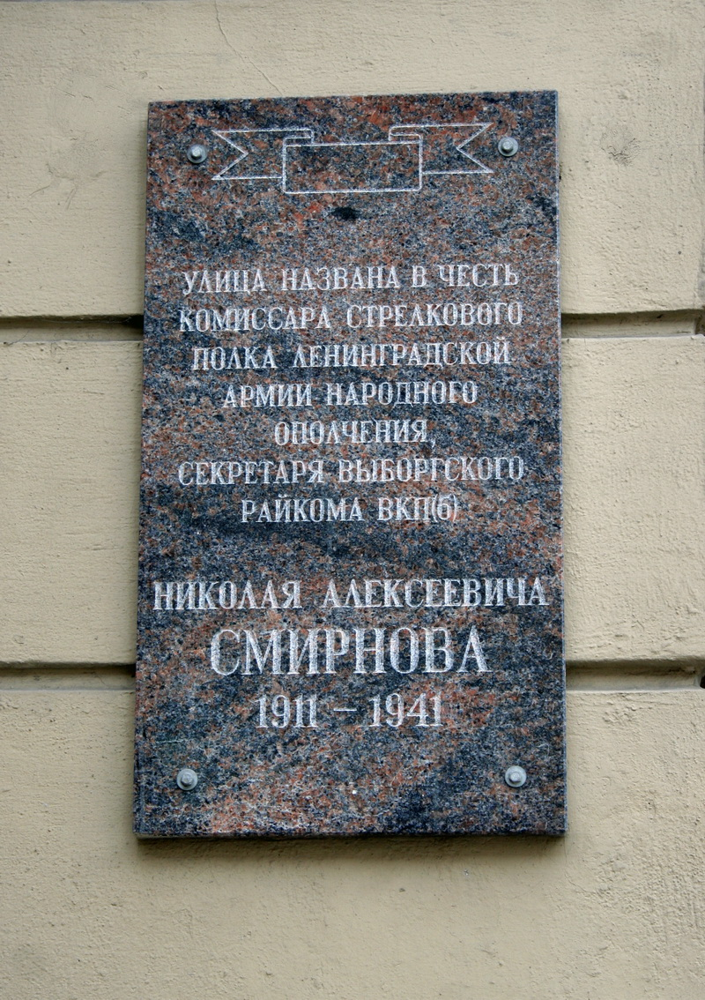 УЛИЦА НАЗВАНА В ЧЕСТЬ
КОМИССАРА СТРЕЛКОВОГО
ПОЛКА ЛЕНИНГРАДСКОЙ
АРМИИ НАРОДНОГО
ОПОЛЧЕНИЯ,
СЕКРЕТАРЯ ВЫБОРГСКОГО
РАЙКОМА ВКП(б)
НИКОЛАЯ АЛЕКСЕЕВИЧА
СМИРНОВА
1911 – 1941